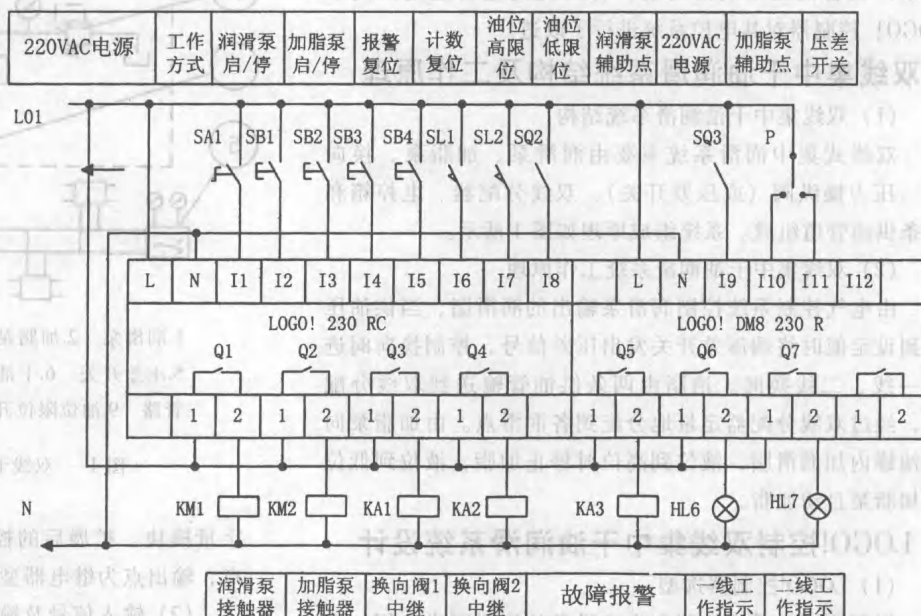 220VAC电源 工作方式 润滑泵启/停 加脂泵启/停 报警复位 计数复位 油位高限位 油位低限位 润滑泵辅助点 220VAC电源 加脂泵辅助点 压差开关
L01
SA1 SB1 SB2 SB3 SB4 SL1 SL2 SQ2 SQ3 P
L N I1 I2 I3 I4 I5 I6 I7 I8 L N I9 I10 I11 I12
LOGO! 230 RC LOGO! DM8 230 R
Q1 Q2 Q3 Q4 Q5 Q6 Q7
1 2 1 2 1 2 1 2 1 2 1 2 1 2 1 2
N
KM1 KM2 KA1 KA2 KA3 HL6 HL7
润滑泵接触器 加脂泵接触器 换向阀1中继 换向阀2中继 故障报警 一线作指示 作指示